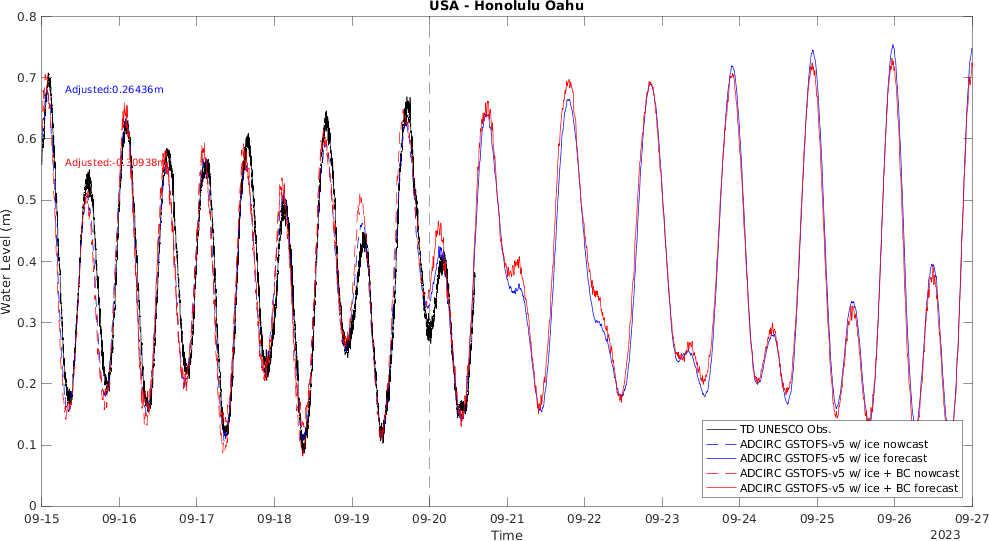 USA - Honolulu Oahu
0.8
0.7
0.6
0.5
0.4
0.3
0.2
0.1
0
Water Level (m)
Adjusted:0.26436m
Adjusted:-0.30938m
TD UNESCO Obs.
ADCIRC GSTOFS-v5 w/ ice nowcast
ADCIRC GSTOFS-v5 w/ ice forecast
ADCIRC GSTOFS-v5 w/ ice + BC nowcast
ADCIRC GSTOFS-v5 w/ ice + BC forecast
09-15 09-16 09-17 09-18 09-19 09-20 09-21 09-22 09-23 09-24 09-25 09-26 09-27
Time
2023